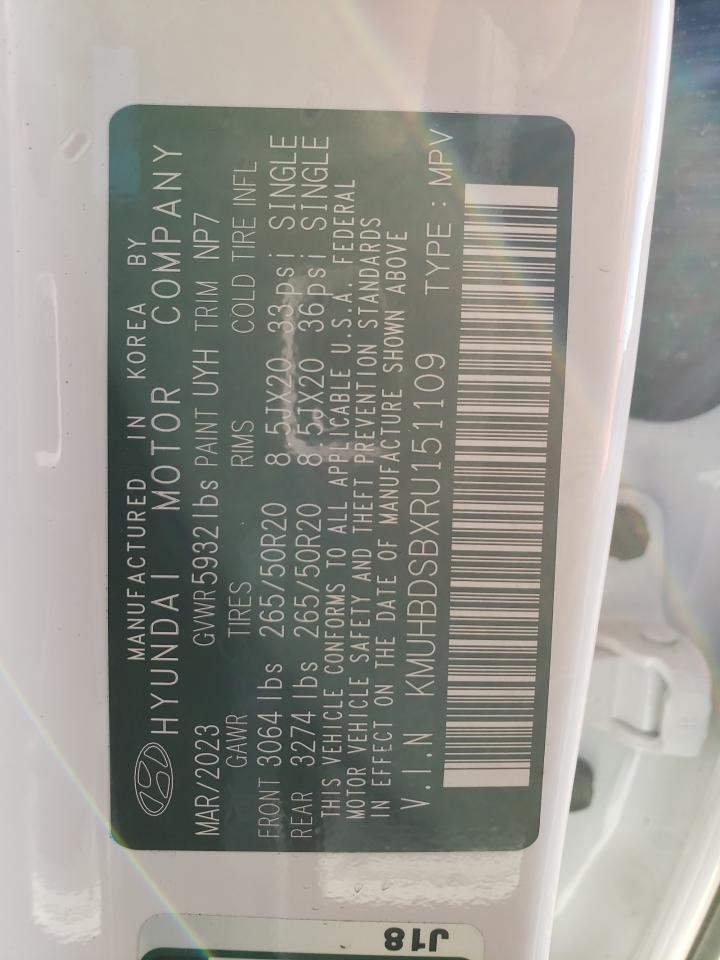 MANUFACTURED IN KOREA BY
HYUNDAI MOTOR COMPANY
MAR/2023 GVWR 5932 lbs PAINT UYH TRIM NP7
GAWR TIRES RIMS COLD TIRE INFL
FRONT 3064 lbs 265/50R20 8.5JX20 33psi SINGLE
REAR 3274 lbs 265/50R20 8.5JX20 36psi SINGLE
THIS VEHICLE CONFORMS TO ALL APPLICABLE U.S.A. FEDERAL
MOTOR VEHICLE SAFETY AND THEFT PREVENTION STANDARDS
IN EFFECT ON THE DATE OF MANUFACTURE SHOWN ABOVE
V.I.N KMUHBDSBXRU151109 TYPE : MPV
J18